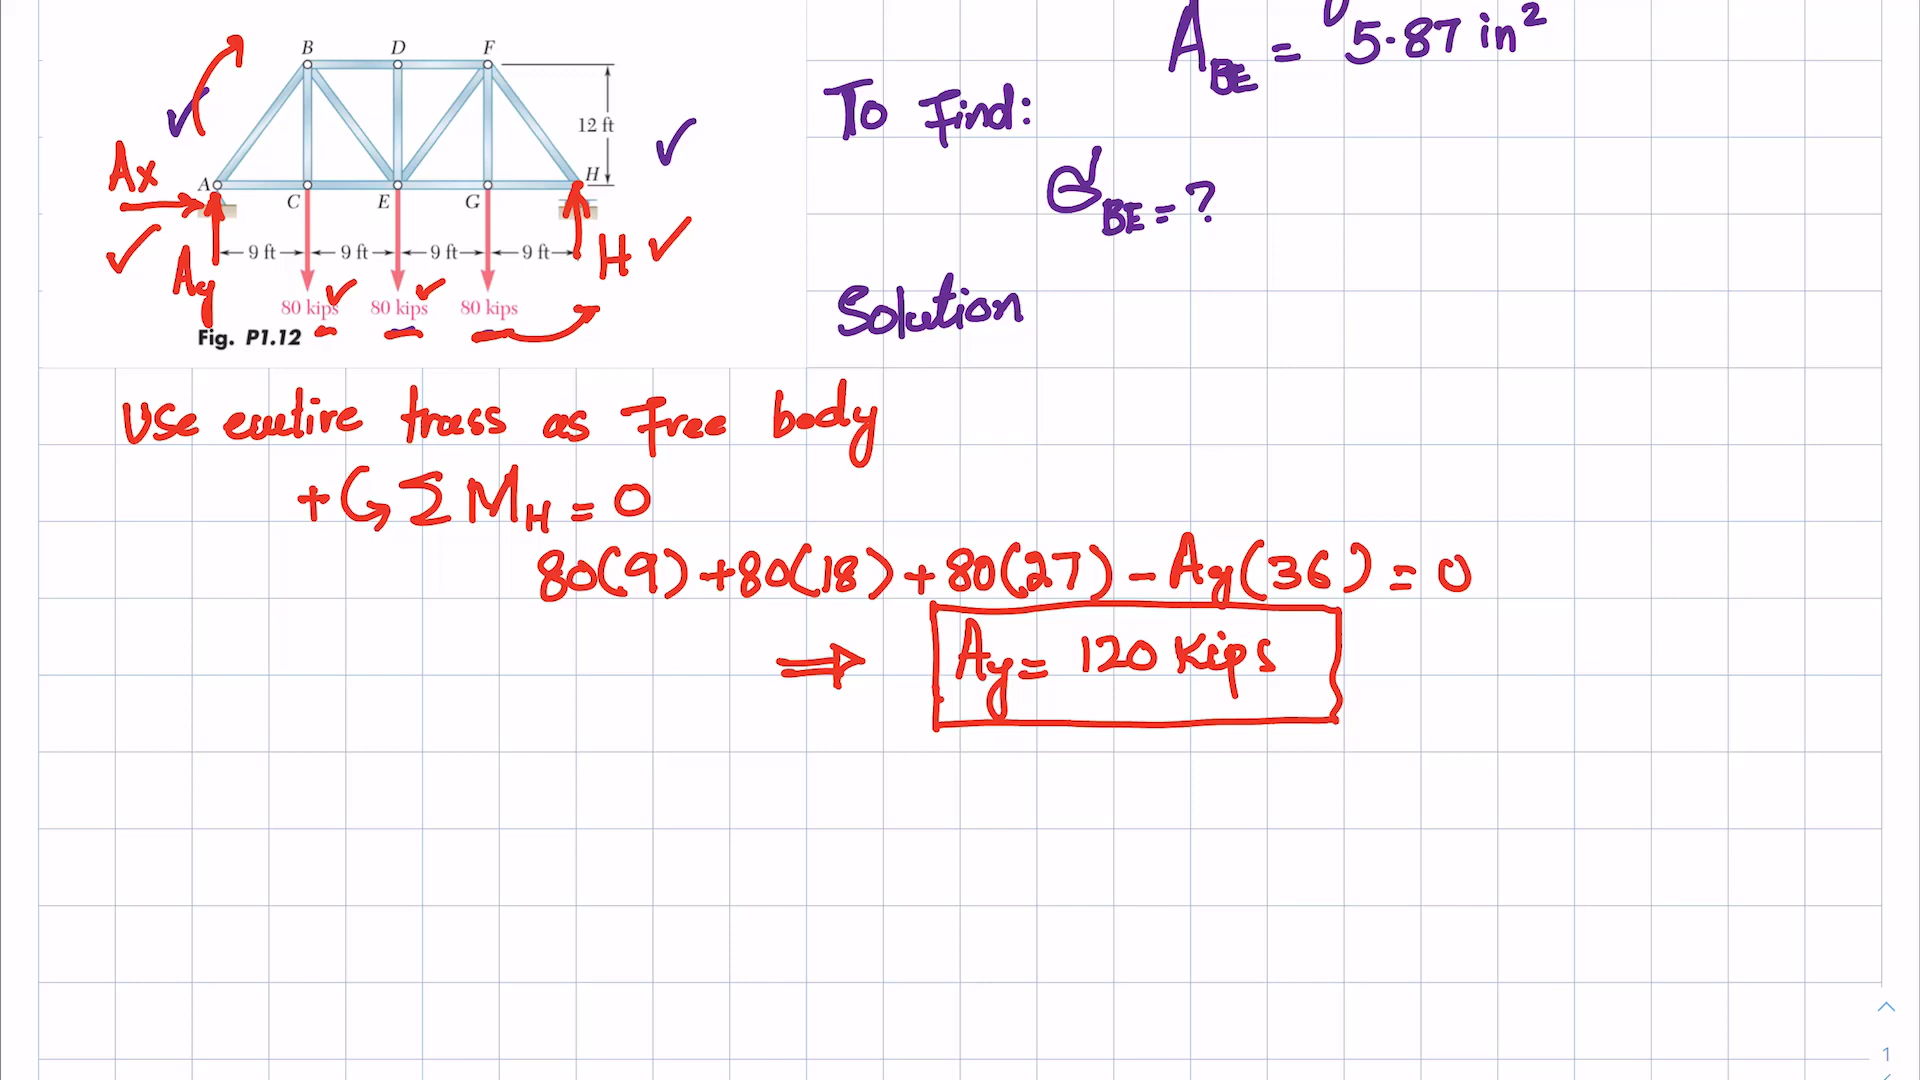 B D F
12 ft
A C E G H
Ax
Ay
H
9 ft 9 ft 9 ft 9 ft
80 kips 80 kips 80 kips
Fig. P1.12
A_BE = 5.87 in²
To Find:
σ_BE = ?
Solution
Use entire truss as Free body
+ ↺ Σ M_H = 0
80(9) + 80(18) + 80(27) - Ay(36) = 0
⇒ Ay = 120 Kips
1